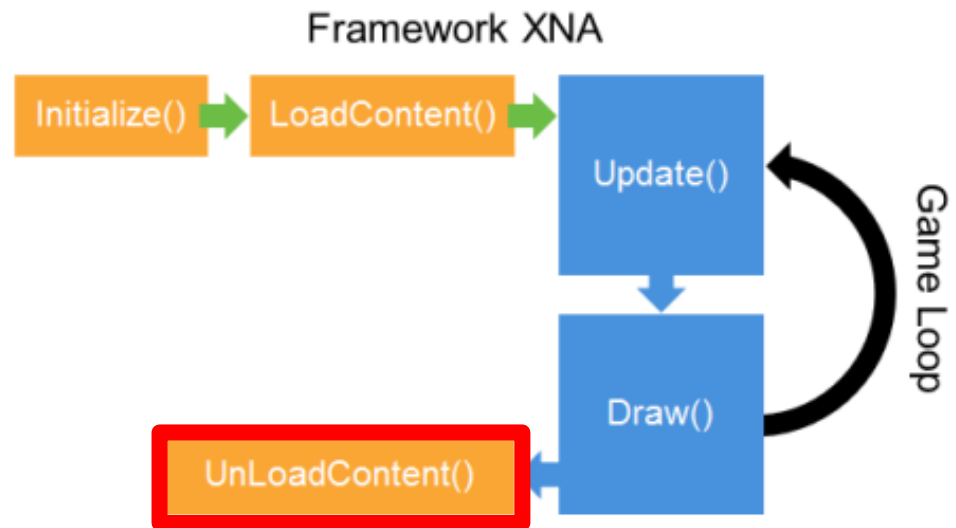 Framework XNA
Initialize()
LoadContent()
Update()
Game Loop
Draw()
UnLoadContent()